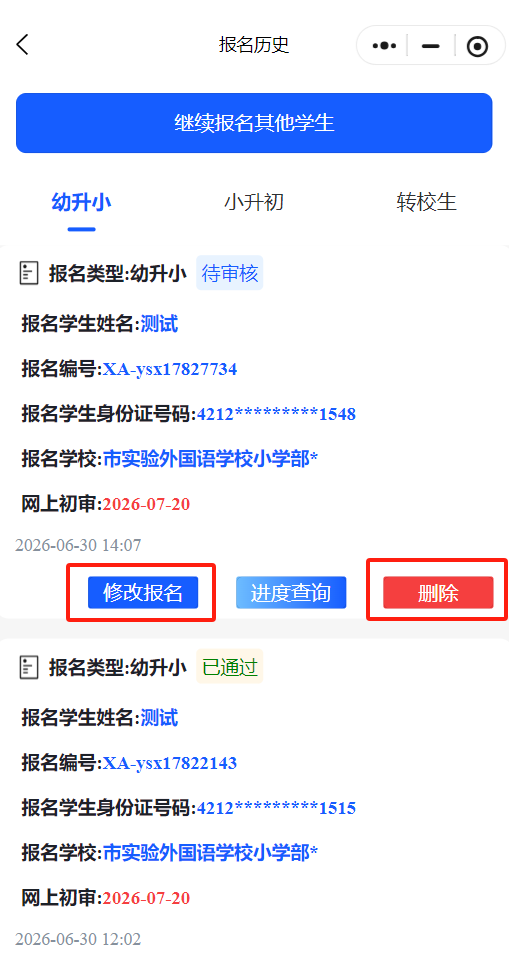 报名历史
继续报名其他学生
幼升小 小升初 转校生
报名类型:幼升小 待审核
报名学生姓名:测试
报名编号:XA-ysx17827734
报名学生身份证号码:4212*********1548
报名学校:市实验外国语学校小学部*
网上初审:2026-07-20
2026-06-30 14:07
修改报名 进度查询 删除
报名类型:幼升小 已通过
报名学生姓名:测试
报名编号:XA-ysx17822143
报名学生身份证号码:4212*********1515
报名学校:市实验外国语学校小学部*
网上初审:2026-07-20
2026-06-30 12:02